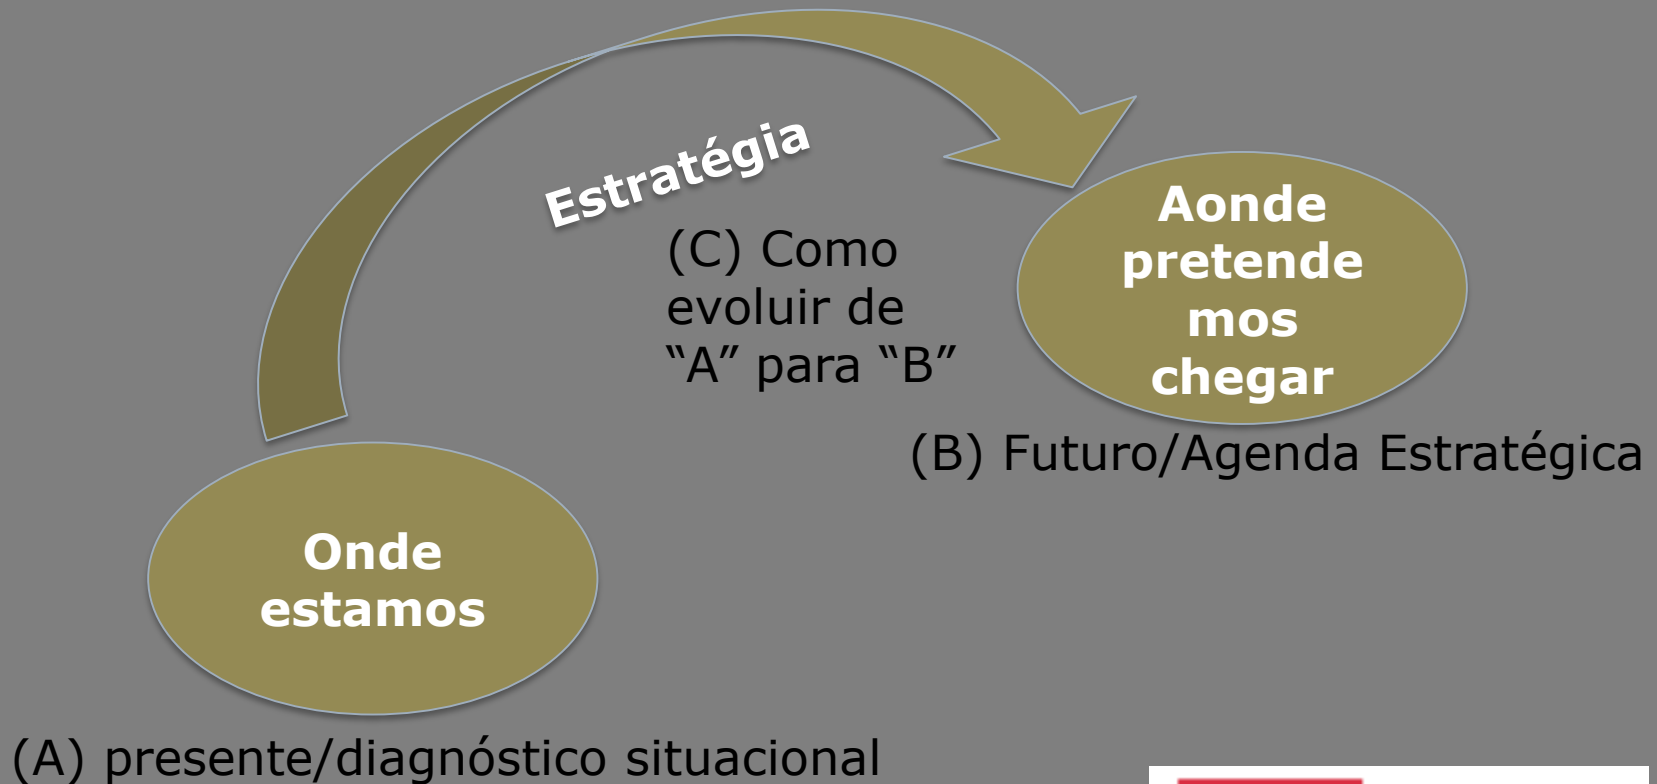 Estratégia
(C) Como
evoluir de
“A” para “B”
Aonde
pretende
mos
chegar
(B) Futuro/Agenda Estratégica
Onde
estamos
(A) presente/diagnóstico situacional